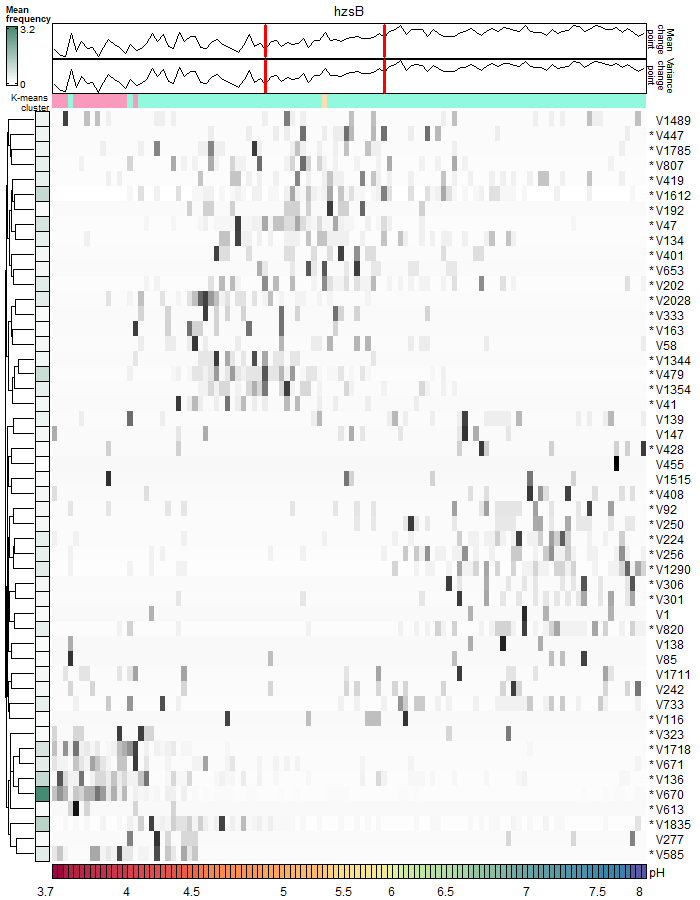 hzsB
Mean
frequency
3.2
0
Mean
change
point
Variance
change
point
K-means
cluster
V1489
*V447
*V1785
*V807
*V419
*V1612
*V192
*V47
*V134
*V401
*V653
*V202
*V2028
*V333
*V163
V58
*V1344
*V479
*V1354
*V41
V139
V147
*V428
V455
V1515
*V408
*V92
*V250
*V224
*V256
*V1290
*V306
*V301
V1
*V820
V138
V85
V1711
V242
V733
*V116
V323
*V1718
*V671
*V136
*V670
*V613
*V1835
V277
*V585
pH
3.7 4 4.5 5 5.5 6 6.5 7 7.5 8